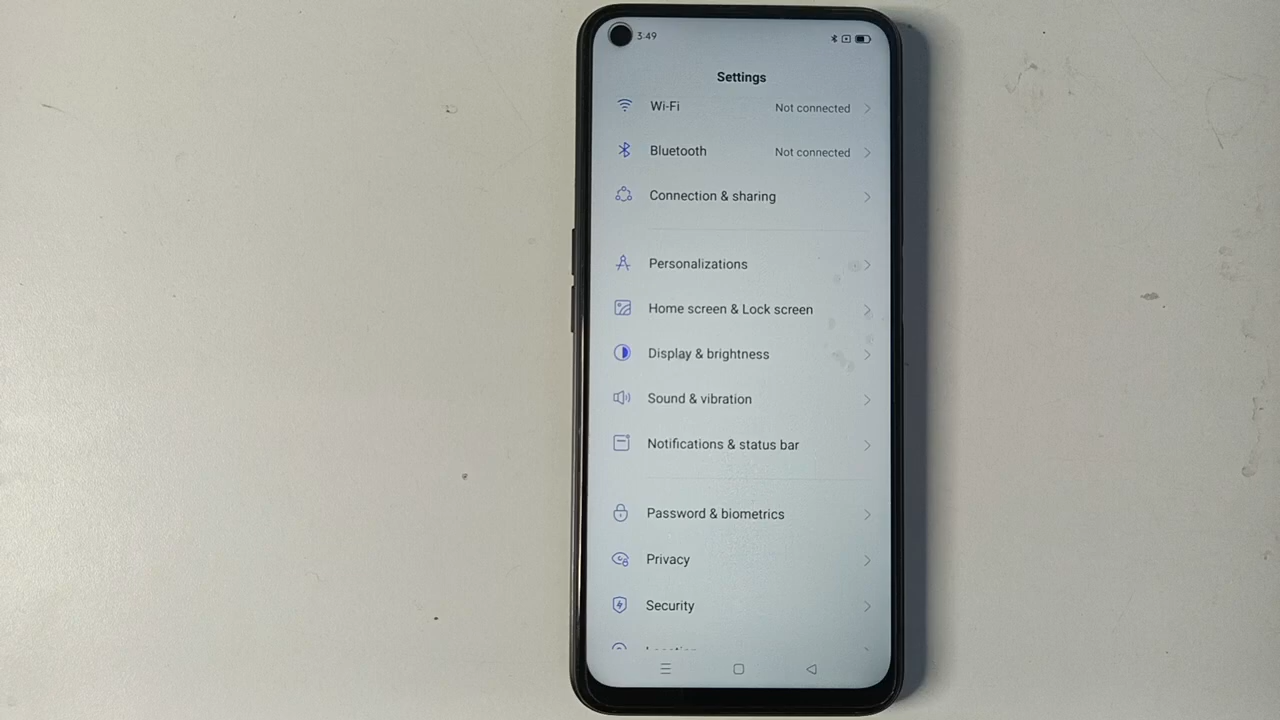 3:49
Settings
Wi-Fi Not connected
Bluetooth Not connected
Connection & sharing
Personalizations
Home screen & Lock screen
Display & brightness
Sound & vibration
Notifications & status bar
Password & biometrics
Privacy
Security